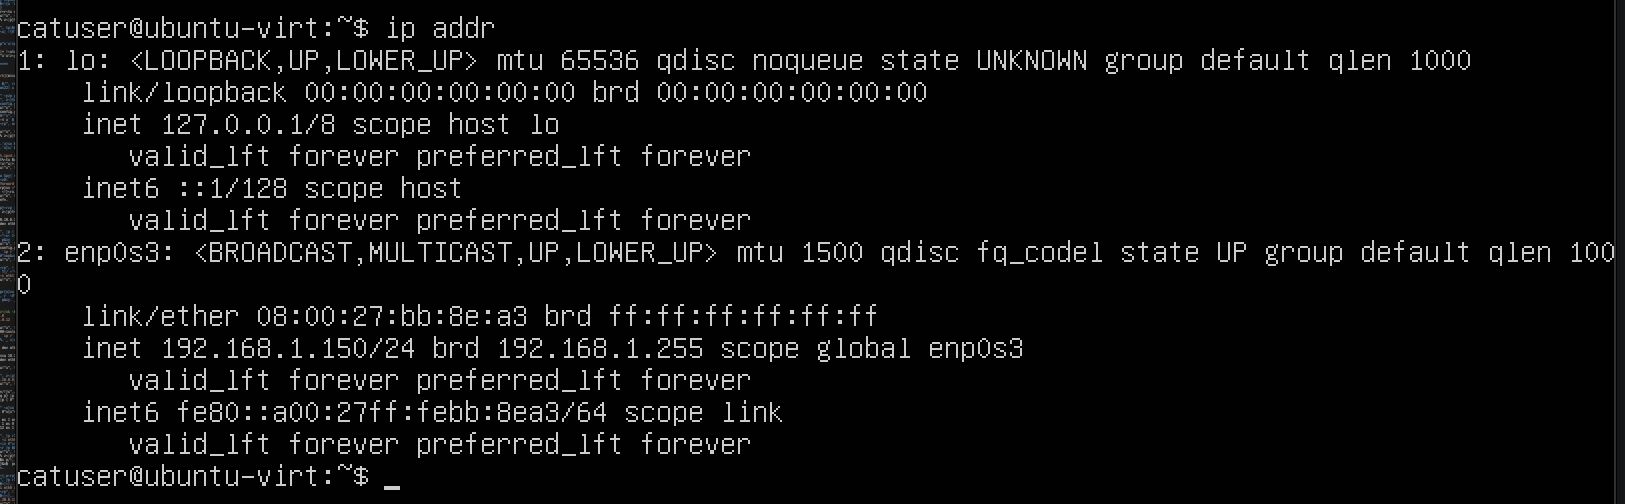 catuser@ubuntu-virt:~$ ip addr
1: lo: <LOOPBACK,UP,LOWER_UP> mtu 65536 qdisc noqueue state UNKNOWN group default qlen 1000
    link/loopback 00:00:00:00:00:00 brd 00:00:00:00:00:00
    inet 127.0.0.1/8 scope host lo
       valid_lft forever preferred_lft forever
    inet6 ::1/128 scope host
       valid_lft forever preferred_lft forever
2: enp0s3: <BROADCAST,MULTICAST,UP,LOWER_UP> mtu 1500 qdisc fq_codel state UP group default qlen 100
0
    link/ether 08:00:27:bb:8e:a3 brd ff:ff:ff:ff:ff:ff
    inet 192.168.1.150/24 brd 192.168.1.255 scope global enp0s3
       valid_lft forever preferred_lft forever
    inet6 fe80::a00:27ff:febb:8ea3/64 scope link
       valid_lft forever preferred_lft forever
catuser@ubuntu-virt:~$ _